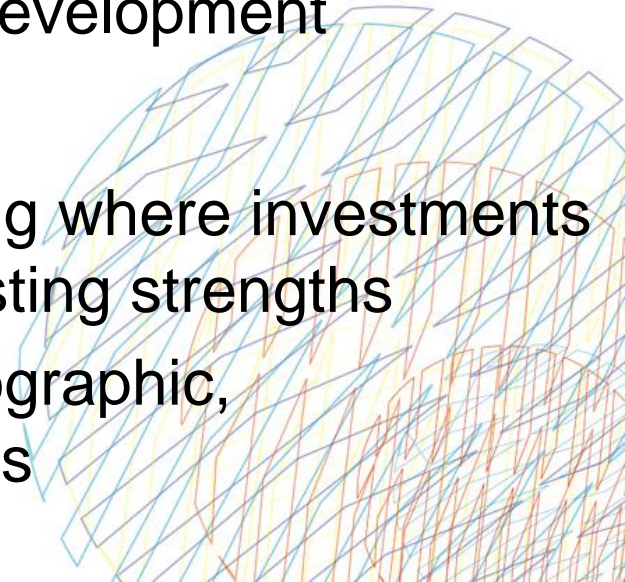 evelopment
g where investments
sting strengths
ographic,
s